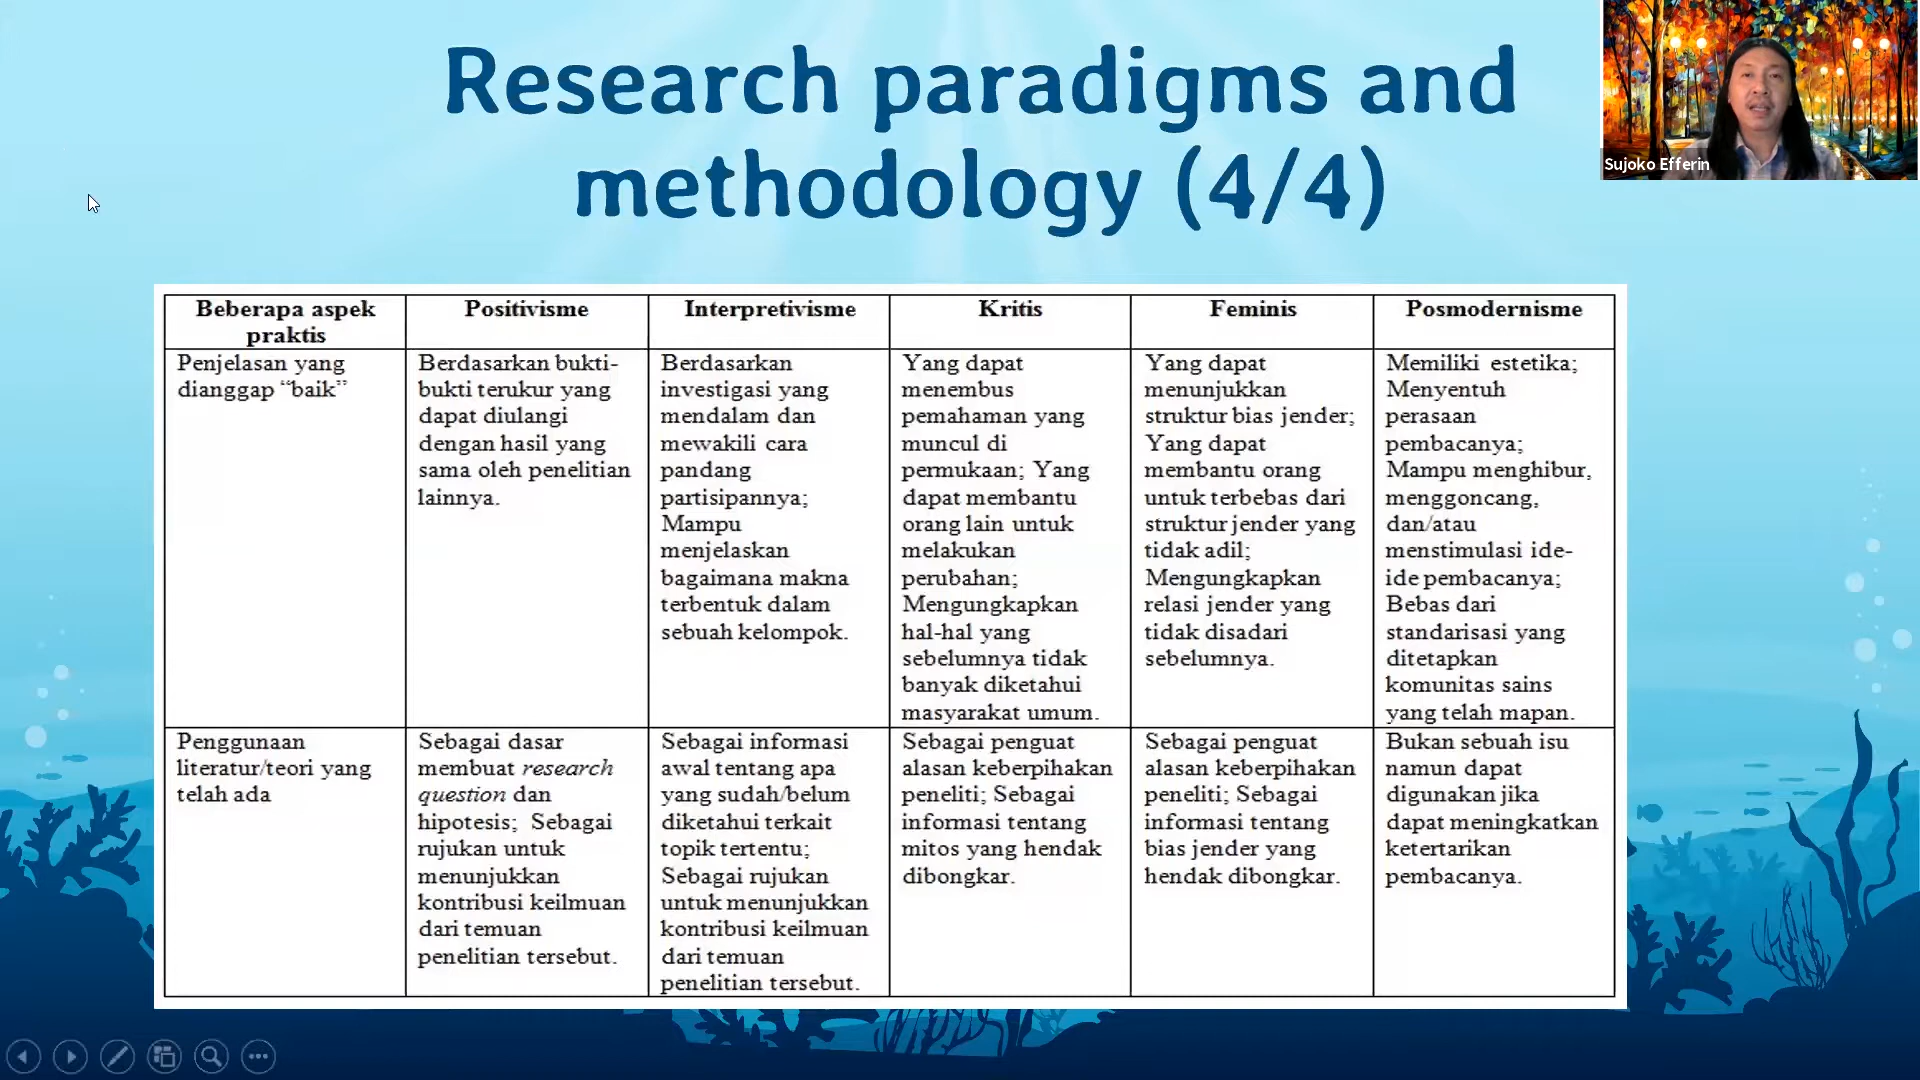 Research paradigms and
methodology (4/4)
Sujoko Efferin
Beberapa aspek
praktis
Positivisme
Interpretivisme
Kritis
Feminis
Posmodernisme
Penjelasan yang
dianggap “baik”
Berdasarkan bukti-
bukti terukur yang
dapat diulangi
dengan hasil yang
sama oleh penelitian
lainnya.
Berdasarkan
investigasi yang
mendalam dan
mewakili cara
pandang
partisipannya;
Mampu
menjelaskan
bagaimana makna
terbentuk dalam
sebuah kelompok.
Yang dapat
menembus
pemahaman yang
muncul di
permukaan; Yang
dapat membantu
orang lain untuk
melakukan
perubahan;
Mengungkapkan
hal-hal yang
sebelumnya tidak
banyak diketahui
masyarakat umum.
Yang dapat
menunjukkan
struktur bias jender;
Yang dapat
membantu orang
untuk terbebas dari
struktur jender yang
tidak adil;
Mengungkapkan
relasi jender yang
tidak disadari
sebelumnya.
Memiliki estetika;
Menyentuh
perasaan
pembacanya;
Mampu menghibur,
menggoncang,
dan/atau
menstimulasi ide-
ide pembacanya;
Bebas dari
standarisasi yang
ditetapkan
komunitas sains
yang telah mapan.
Penggunaan
literatur/teori yang
telah ada
Sebagai dasar
membuat research
question dan
hipotesis; Sebagai
rujukan untuk
menunjukkan
kontribusi keilmuan
dari temuan
penelitian tersebut.
Sebagai informasi
awal tentang apa
yang sudah/belum
diketahui terkait
topik tertentu;
Sebagai rujukan
untuk menunjukkan
kontribusi keilmuan
dari temuan
penelitian tersebut.
Sebagai penguat
alasan keberpihakan
peneliti; Sebagai
informasi tentang
mitos yang hendak
dibongkar.
Sebagai penguat
alasan keberpihakan
peneliti; Sebagai
informasi tentang
bias jender yang
hendak dibongkar.
Bukan sebuah isu
namun dapat
digunakan jika
dapat meningkatkan
ketertarikan
pembacanya.